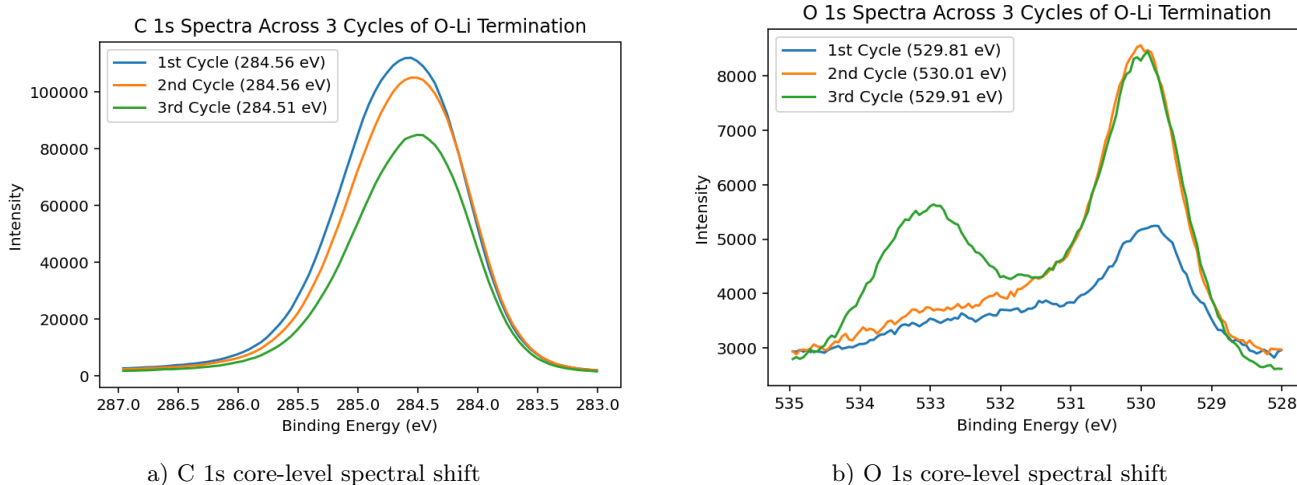 C 1s Spectra Across 3 Cycles of O-Li Termination
1st Cycle (284.56 eV)
2nd Cycle (284.56 eV)
3rd Cycle (284.51 eV)
Intensity
100000
80000
60000
40000
20000
0
287.0 286.5 286.0 285.5 285.0 284.5 284.0 283.5 283.0
Binding Energy (eV)
a) C 1s core-level spectral shift
O 1s Spectra Across 3 Cycles of O-Li Termination
1st Cycle (529.81 eV)
2nd Cycle (530.01 eV)
3rd Cycle (529.91 eV)
Intensity
8000
7000
6000
5000
4000
3000
535 534 533 532 531 530 529 528
Binding Energy (eV)
b) O 1s core-level spectral shift